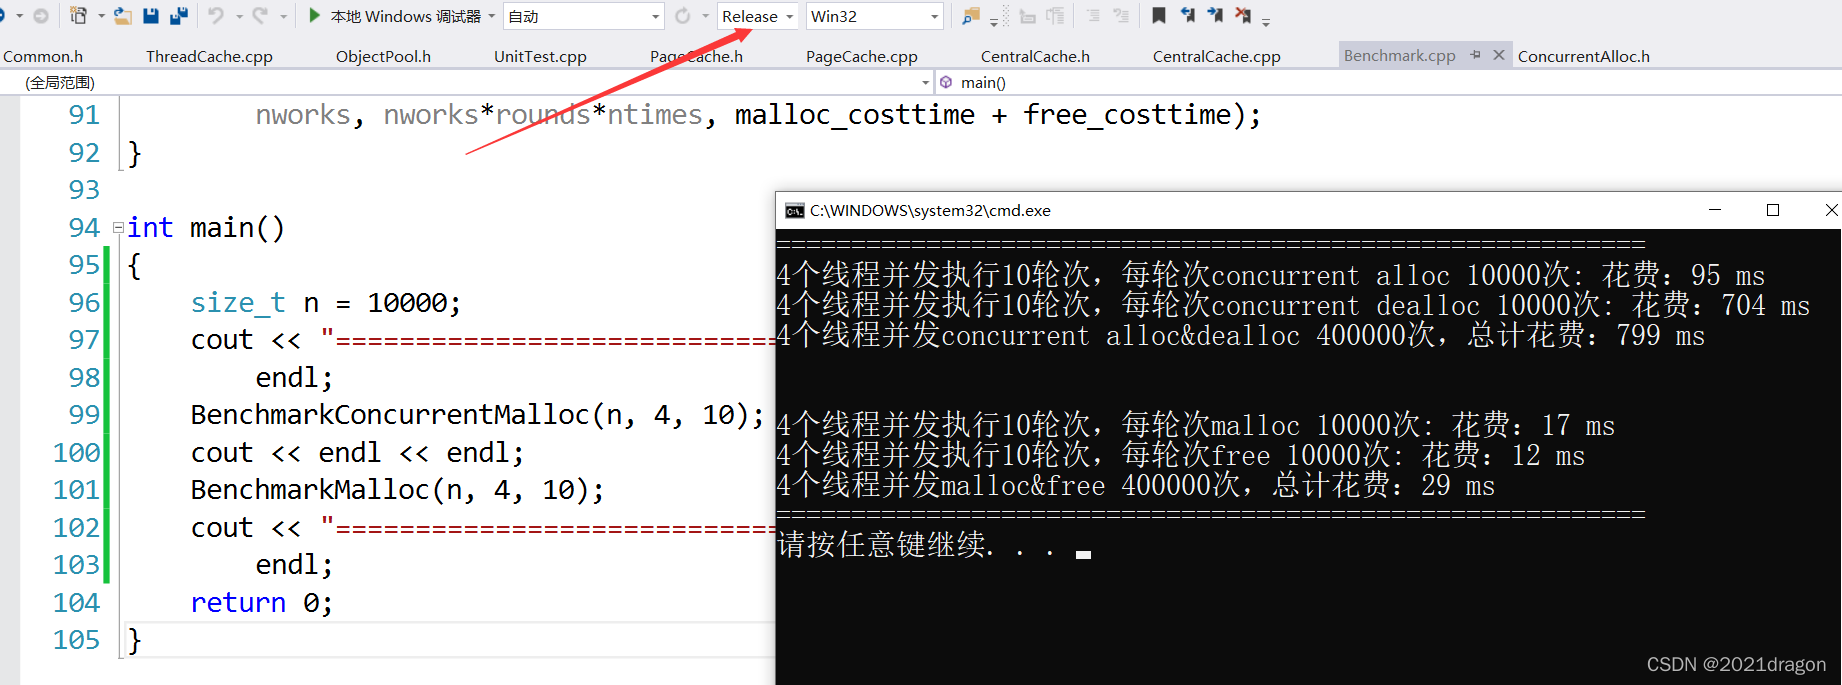 本地 Windows 调试器 自动 Release Win32
Common.h ThreadCache.cpp ObjectPool.h UnitTest.cpp PageCache.h PageCache.cpp CentralCache.h CentralCache.cpp Benchmark.cpp ConcurrentAlloc.h
(全局范围) main()
91 nworks, nworks*rounds*ntimes, malloc_costtime + free_costtime);
92 }
93
94 int main()
95 {
96 size_t n = 10000;
97 cout << "===========================
98 endl;
99 BenchmarkConcurrentMalloc(n, 4, 10);
100 cout << endl << endl;
101 BenchmarkMalloc(n, 4, 10);
102 cout << "===========================
103 endl;
104 return 0;
105 }
C:\WINDOWS\system32\cmd.exe
==========================================================
4个线程并发执行10轮次，每轮次concurrent alloc 10000次: 花费：95 ms
4个线程并发执行10轮次，每轮次concurrent dealloc 10000次: 花费：704 ms
4个线程并发concurrent alloc&dealloc 400000次，总计花费：799 ms
4个线程并发执行10轮次，每轮次malloc 10000次: 花费：17 ms
4个线程并发执行10轮次，每轮次free 10000次: 花费：12 ms
4个线程并发malloc&free 400000次，总计花费：29 ms
==========================================================
请按任意键继续. . .
CSDN @2021dragon